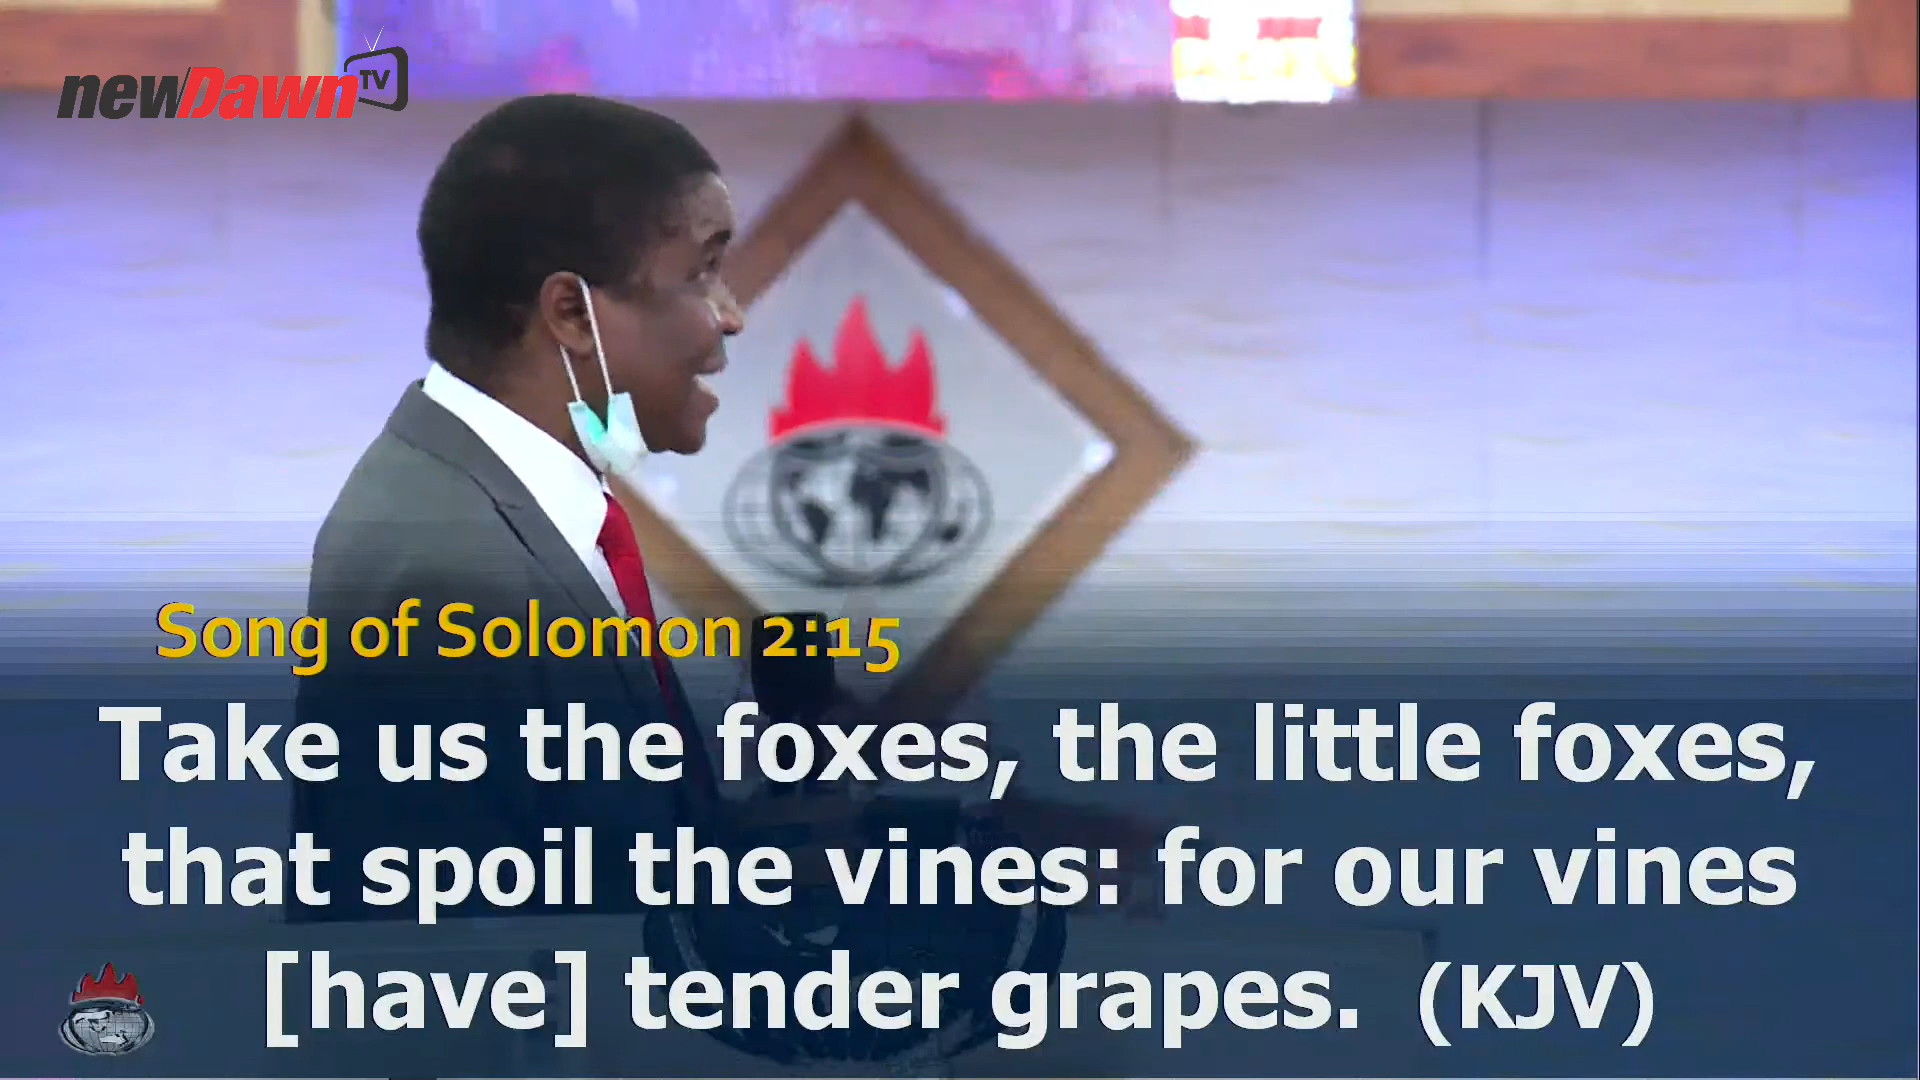 newDawn TV
Song of Solomon 2:15
Take us the foxes, the little foxes,
that spoil the vines: for our vines
[have] tender grapes. (KJV)